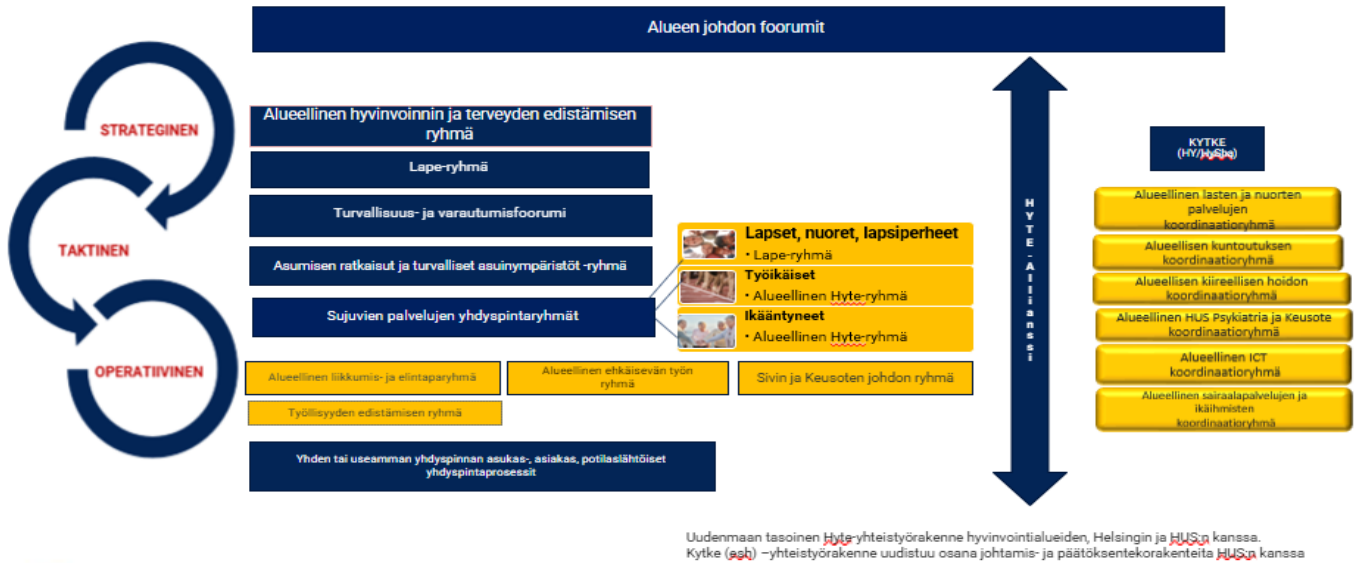 Alueen johdon foorumit
STRATEGINEN
TAKTINEN
OPERATIIVINEN
Alueellinen hyvinvoinnin ja terveyden edistämisen
ryhmä
Lape-ryhmä
Turvallisuus- ja varautumisfoorumi
Asumisen ratkaisut ja turvalliset asuinympäristöt -ryhmä
Sujuvien palvelujen yhdyspintaryhmät
Lapset, nuoret, lapsiperheet
• Lape-ryhmä
Työikäiset
• Alueellinen Hyte-ryhmä
Ikääntyneet
• Alueellinen Hyte-ryhmä
Alueellinen liikkumis- ja elintaparyhmä
Alueellinen ehkäisevän työn
ryhmä
Sivin ja Keusoten johdon ryhmä
Työllisyyden edistämisen ryhmä
Yhden tai useamman yhdyspinnan asukas-, asiakas, potilaslähtöiset
yhdyspintaprosessit
HYTE-Allianssi
KYTKE
(HY/HySba)
Alueellinen lasten ja nuorten
palvelujen
koordinaatioryhmä
Alueellisen kuntoutuksen
koordinaatioryhmä
Alueellisen kiireellisen hoidon
koordinaatioryhmä
Alueellinen HUS Psykiatria ja Keusote
koordinaatioryhmä
Alueellinen ICT
koordinaatioryhmä
Alueellinen sairaalapalvelujen ja
ikäihmisten
koordinaatioryhmä
Uudenmaan tasoinen Hyte-yhteistyörakenne hyvinvointialueiden, Helsingin ja HUS:n kanssa.
Kytke (esh) –yhteistyörakenne uudistuu osana johtamis- ja päätöksentekorakenteita HUS:n kanssa